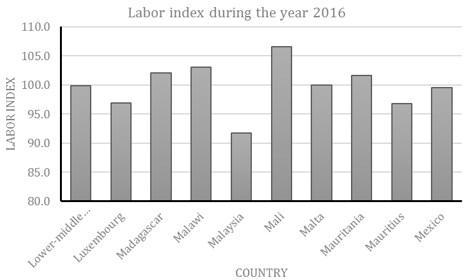 Labor index during the year 2016
110.0
105.0
100.0
95.0
90.0
85.0
80.0
LABOR INDEX
Lower-middle...
Luxembourg
Madagascar
Malawi
Malaysia
Mali
Malta
Mauritania
Mauritius
Mexico
COUNTRY